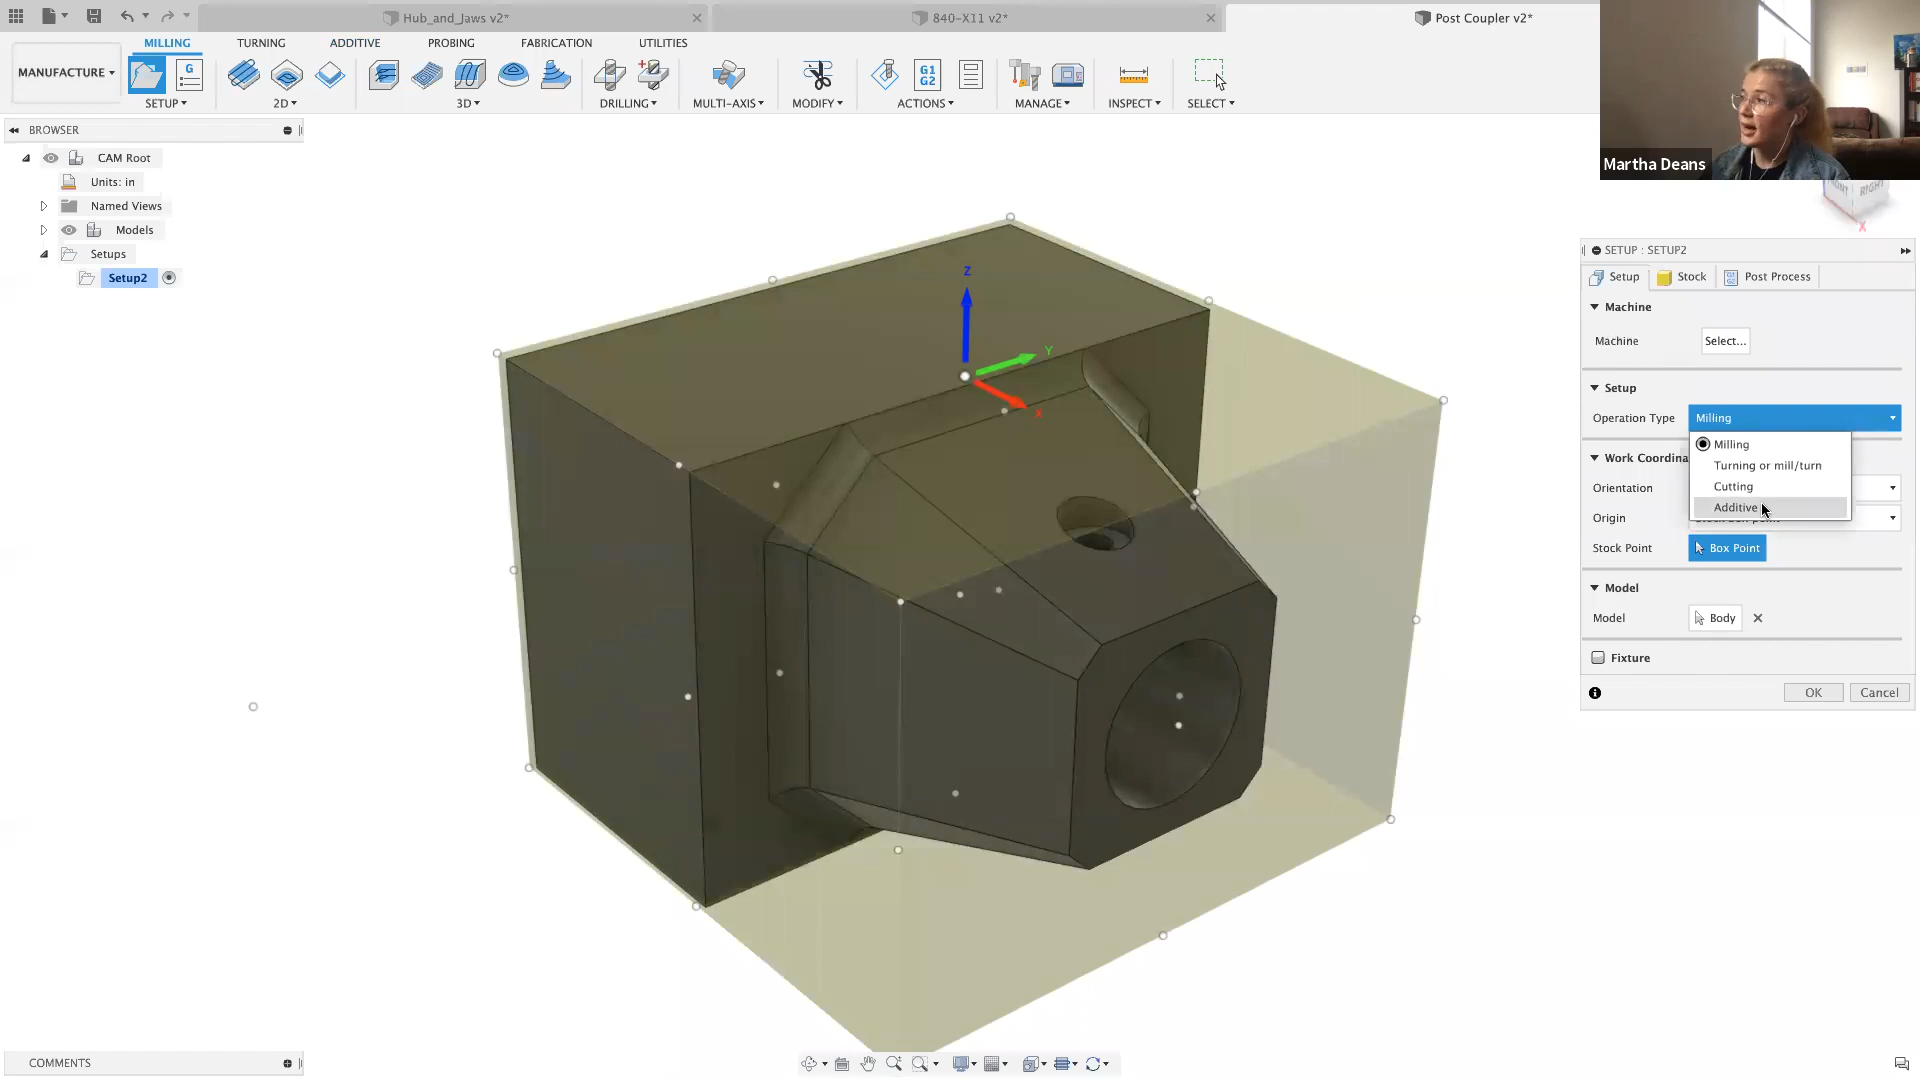 Hub_and_Jaws v2*
840-X11 v2*
Post Coupler v2*
MANUFACTURE
MILLING
TURNING
ADDITIVE
PROBING
FABRICATION
UTILITIES
SETUP
2D
3D
DRILLING
MULTI-AXIS
MODIFY
ACTIONS
MANAGE
INSPECT
SELECT
G
G1
G2
Martha Deans
BROWSER
CAM Root
Units: in
Named Views
Models
Setups
Setup2
Z
Y
X
RIGHT
X
SETUP : SETUP2
Setup
Stock
Post Process
Machine
Machine
Select...
Setup
Operation Type
Milling
Milling
Turning or mill/turn
Cutting
Additive
Work Coordina
Orientation
Origin
Stock Point
Box Point
Model
Model
Body
Fixture
OK
Cancel
COMMENTS